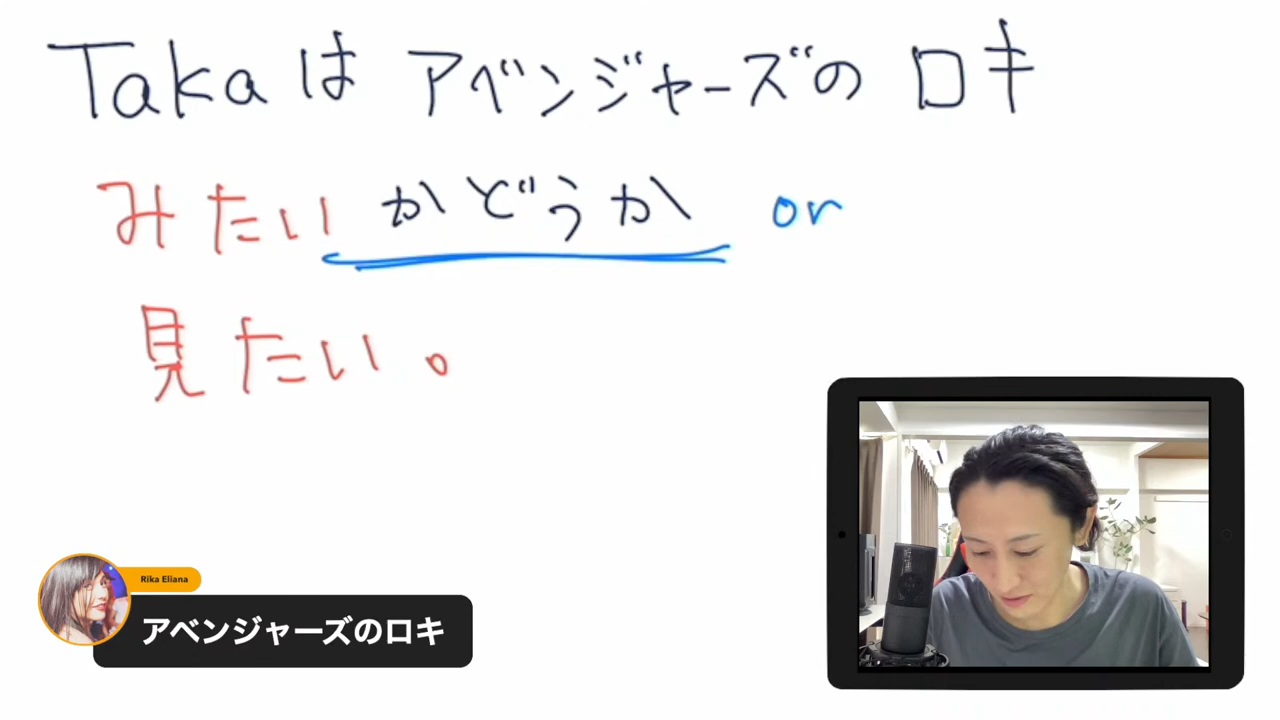 Takaは アベンジャーズの ロキ
みたいかどうか or
見たい。
Rika Eliana
アベンジャーズのロキ